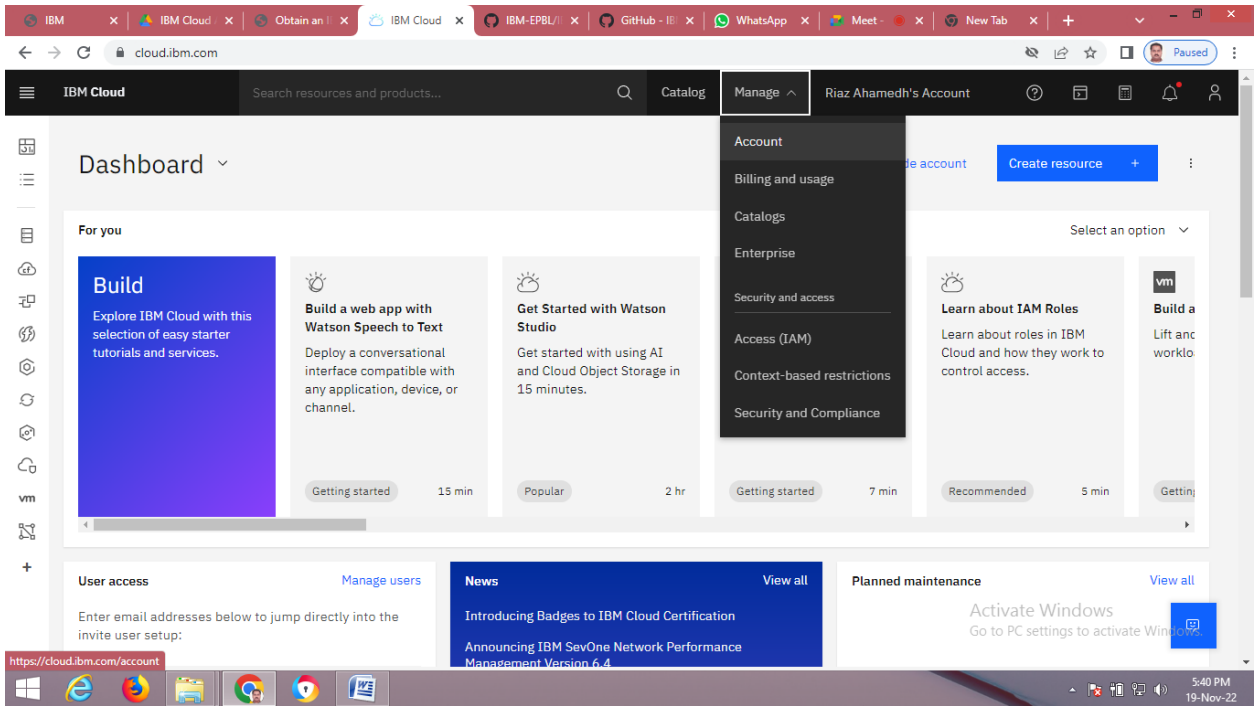 IBM
IBM Cloud
Obtain an I
IBM Cloud
IBM-EPBL/I
GitHub - IB
WhatsApp
Meet -
New Tab
cloud.ibm.com
Paused
IBM Cloud
Search resources and products...
Catalog
Manage
Riaz Ahamedh's Account
Dashboard
Account
Billing and usage
Catalogs
Enterprise
Security and access
Access (IAM)
Context-based restrictions
Security and Compliance
de account
Create resource +
For you
Select an option
Build
Explore IBM Cloud with this
selection of easy starter
tutorials and services.
Build a web app with
Watson Speech to Text
Deploy a conversational
interface compatible with
any application, device, or
channel.
Getting started
15 min
Get Started with Watson
Studio
Get started with using AI
and Cloud Object Storage in
15 minutes.
Popular
2 hr
Getting started
7 min
Learn about IAM Roles
Learn about roles in IBM
Cloud and how they work to
control access.
Recommended
5 min
vm
Build a
Lift and
worklo
Getting
vm
User access
Manage users
Enter email addresses below to jump directly into the
invite user setup:
News
View all
Introducing Badges to IBM Cloud Certification
Announcing IBM SevOne Network Performance
Management Version 6.4
Planned maintenance
View all
Activate Windows
Go to PC settings to activate Windows.
https://cloud.ibm.com/account
5:40 PM
19-Nov-22